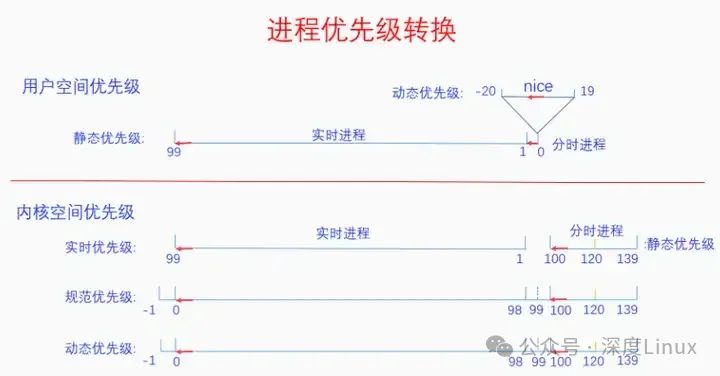 进程优先级转换
用户空间优先级
动态优先级: -20 nice 19
静态优先级: 实时进程 分时进程
99 1 0
内核空间优先级
实时进程 分时进程
实时优先级: :静态优先级
99 1 100 120 139
规范优先级:
-1 0 98 99 100 120 139
公众号·深度Linux
动态优先级:
-1 0 98 99 100 120 139